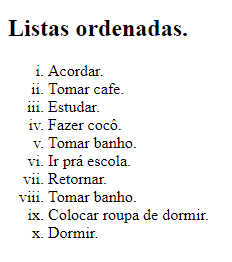 Listas ordenadas.
i. Acordar.
ii. Tomar cafe.
iii. Estudar.
iv. Fazer cocô.
v. Tomar banho.
vi. Ir prá escola.
vii. Retornar.
viii. Tomar banho.
ix. Colocar roupa de dormir.
x. Dormir.